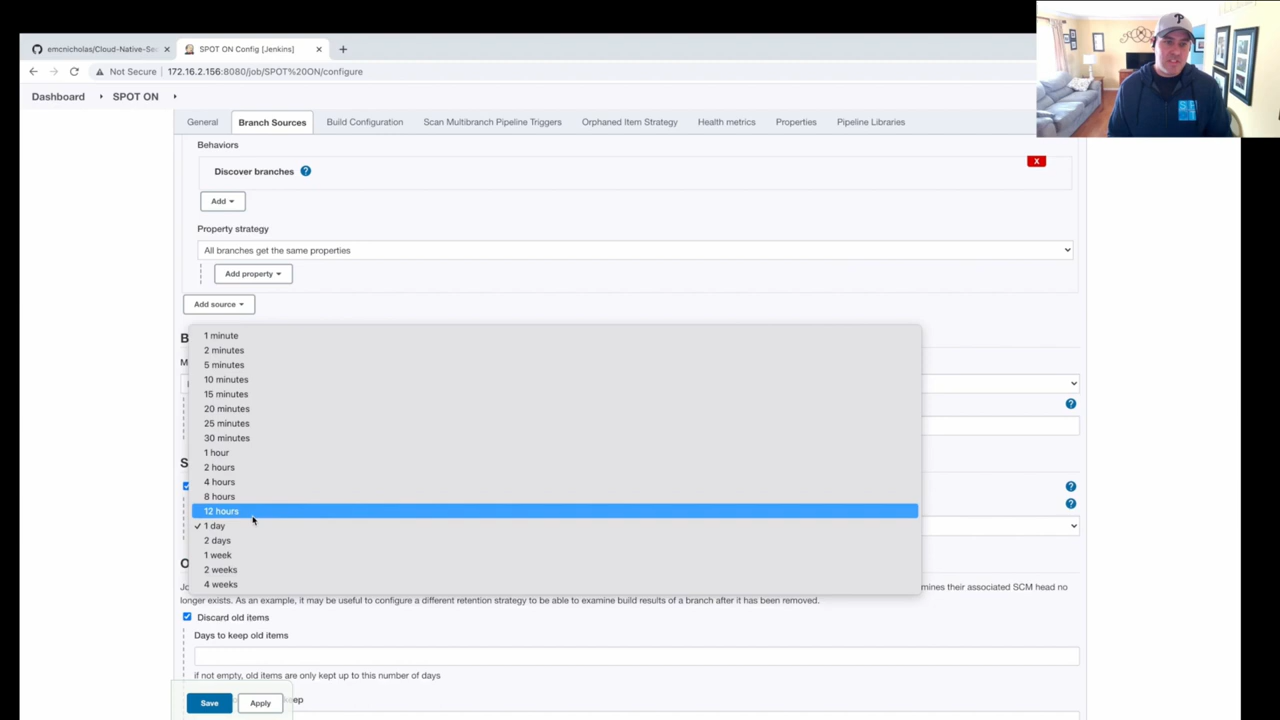 emcnicholas/Cloud-Native-Sec
SPOT ON Config [Jenkins]
Not Secure
172.16.2.156:8080/job/SPOT%20ON/configure
Dashboard
SPOT ON
General
Branch Sources
Build Configuration
Scan Multibranch Pipeline Triggers
Orphaned Item Strategy
Health metrics
Properties
Pipeline Libraries
Behaviors
X
Discover branches ?
Add
Property strategy
All branches get the same properties
Add property
Add source
1 minute
B
2 minutes
M
5 minutes
10 minutes
15 minutes
?
20 minutes
25 minutes
30 minutes
1 hour
S
2 hours
4 hours
?
8 hours
?
12 hours
1 day
2 days
1 week
O
2 weeks
4 weeks
Jo
mines their associated SCM head no
longer exists. As an example, it may be useful to configure a different retention strategy to be able to examine build results of a branch after it has been removed.
Discard old items
Days to keep old items
if not empty, old items are only kept up to this number of days
eep
Save
Apply